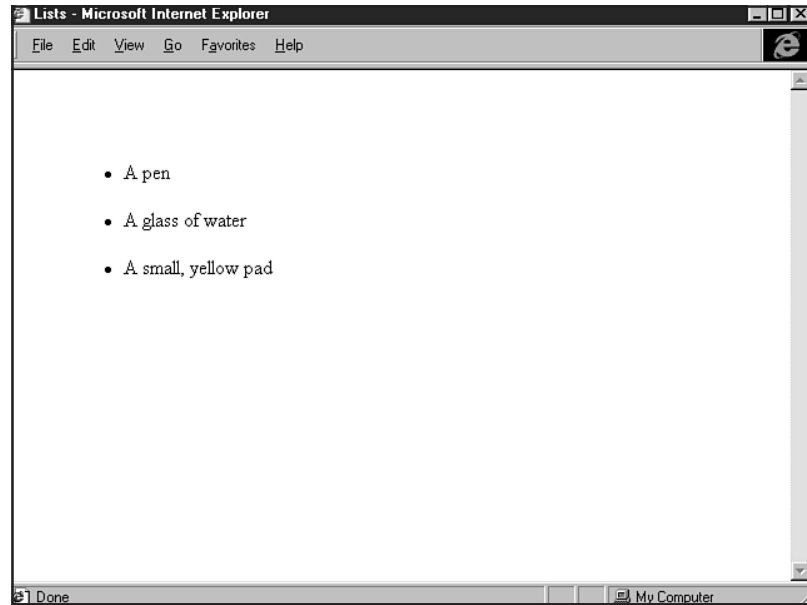 Lists - Microsoft Internet Explorer
File Edit View Go Favorites Help
• A pen
• A glass of water
• A small, yellow pad
Done My Computer